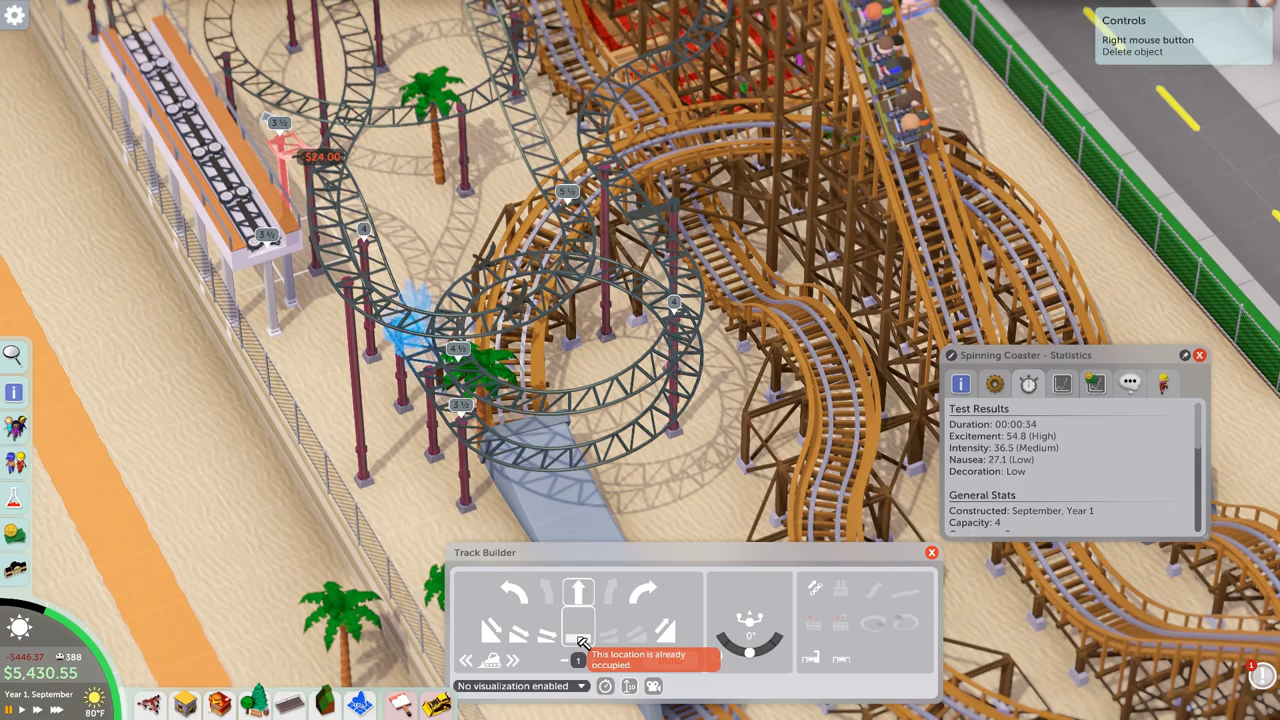 Controls
Right mouse button
Delete object
3 ½
-$24.00
5 ½
4
3 ½
4
4 ½
3 ½
Spinning Coaster - Statistics
Test Results
Duration: 00:00:34
Excitement: 54.8 (High)
Intensity: 36.5 (Medium)
Nausea: 27.1 (Low)
Decoration: Low
General Stats
Constructed: September, Year 1
Capacity: 4
Track Builder
0°
1
This location is already
occupied.
No visualization enabled
-$446.37
388
$5,430.55
Year 1, September
80°F
1